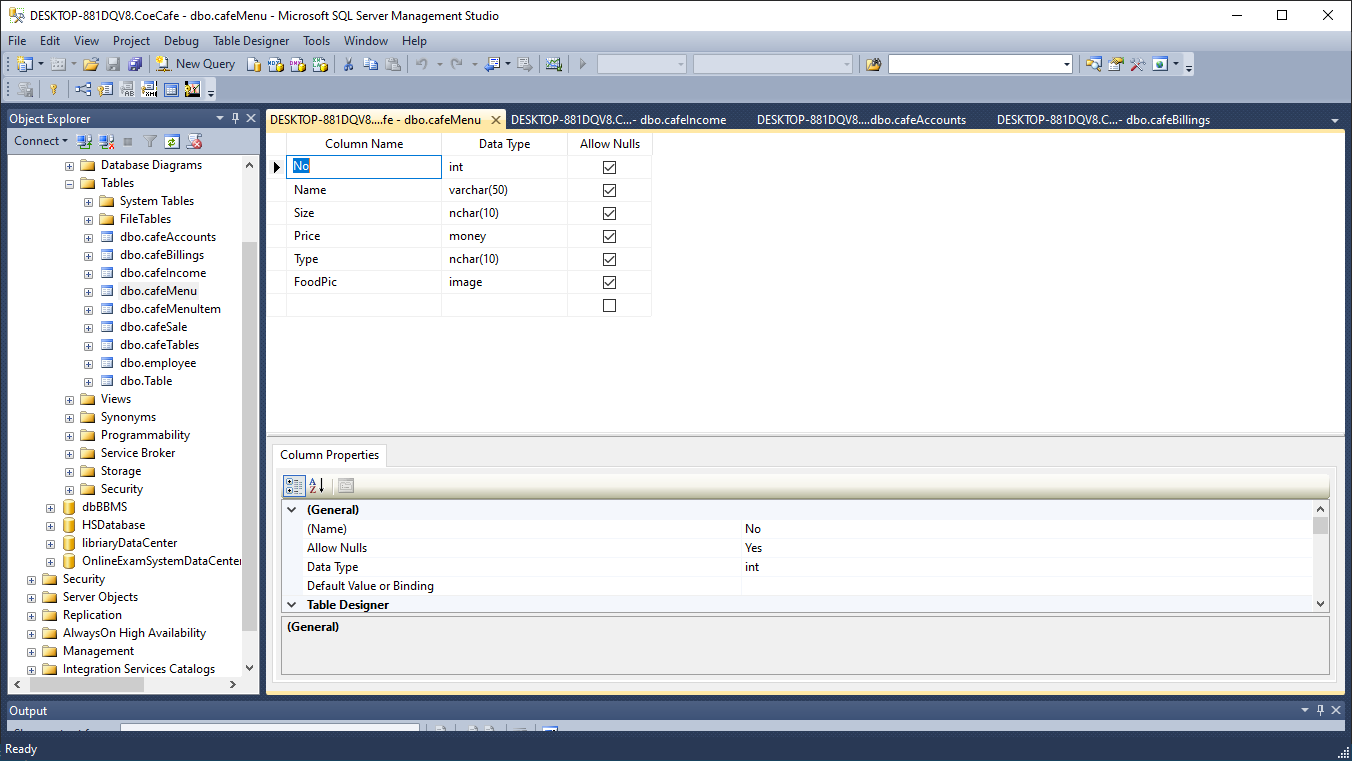 DESKTOP-881DQV8.CoeCafe - dbo.cafeMenu - Microsoft SQL Server Management Studio
File Edit View Project Debug Table Designer Tools Window Help
New Query
Object Explorer
Connect
Database Diagrams
Tables
System Tables
FileTables
dbo.cafeAccounts
dbo.cafeBillings
dbo.cafeIncome
dbo.cafeMenu
dbo.cafeMenuItem
dbo.cafeSale
dbo.cafeTables
dbo.employee
dbo.Table
Views
Synonyms
Programmability
Service Broker
Storage
Security
dbBBMS
HSDatabase
libriaryDataCenter
OnlineExamSystemDataCenter
Security
Server Objects
Replication
AlwaysOn High Availability
Management
Integration Services Catalogs
DESKTOP-881DQV8....fe - dbo.cafeMenu DESKTOP-881DQV8.C...- dbo.cafeIncome DESKTOP-881DQV8....dbo.cafeAccounts DESKTOP-881DQV8.C...- dbo.cafeBillings
Column Name Data Type Allow Nulls
No int
Name varchar(50)
Size nchar(10)
Price money
Type nchar(10)
FoodPic image
Column Properties
(General)
(Name) No
Allow Nulls Yes
Data Type int
Default Value or Binding
Table Designer
(General)
Output
Ready